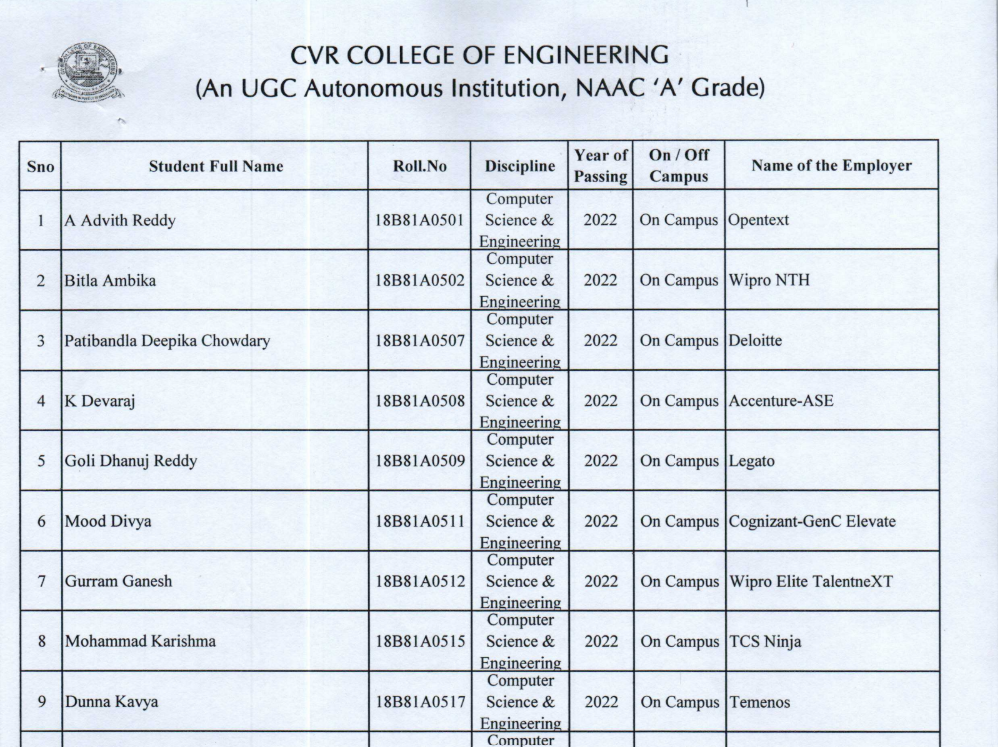 CVR COLLEGE OF ENGINEERING
(An UGC Autonomous Institution, NAAC ‘A’ Grade)
Sno Student Full Name Roll.No Discipline Year of Passing On / Off Campus Name of the Employer
1 A Advith Reddy 18B81A0501 Computer Science & Engineering 2022 On Campus Opentext
2 Bitla Ambika 18B81A0502 Computer Science & Engineering 2022 On Campus Wipro NTH
3 Patibandla Deepika Chowdary 18B81A0507 Computer Science & Engineering 2022 On Campus Deloitte
4 K Devaraj 18B81A0508 Computer Science & Engineering 2022 On Campus Accenture-ASE
5 Goli Dhanuj Reddy 18B81A0509 Computer Science & Engineering 2022 On Campus Legato
6 Mood Divya 18B81A0511 Computer Science & Engineering 2022 On Campus Cognizant-GenC Elevate
7 Gurram Ganesh 18B81A0512 Computer Science & Engineering 2022 On Campus Wipro Elite TalentneXT
8 Mohammad Karishma 18B81A0515 Computer Science & Engineering 2022 On Campus TCS Ninja
9 Dunna Kavya 18B81A0517 Computer Science & Engineering 2022 On Campus Temenos
Computer